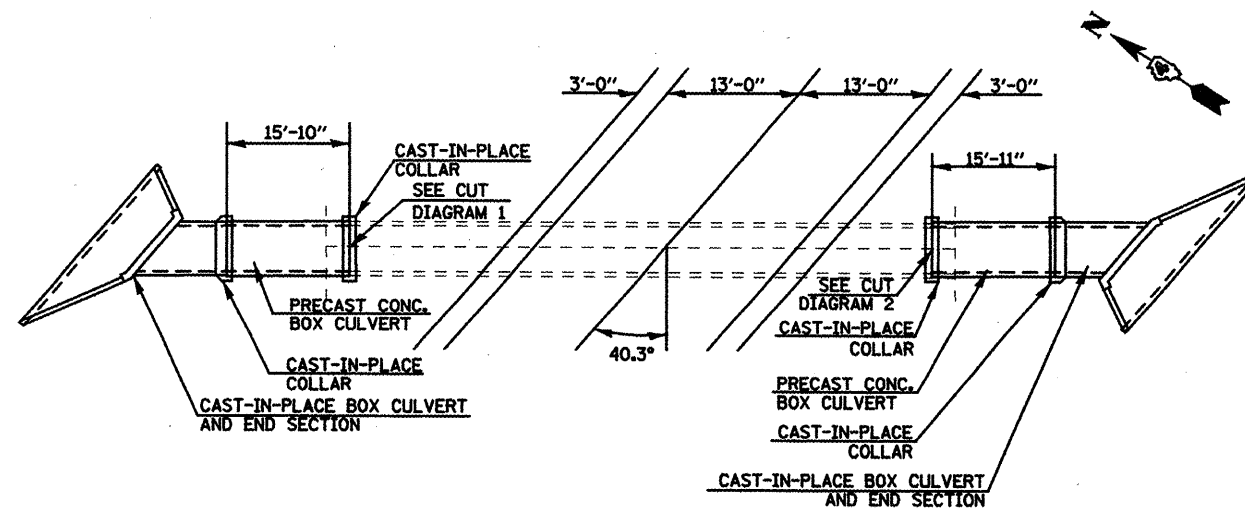 N
3'-0"
13'-0"
13'-0"
3'-0"
15'-10"
CAST-IN-PLACE
COLLAR
SEE CUT
DIAGRAM 1
15'-11"
PRECAST CONC.
BOX CULVERT
CAST-IN-PLACE
COLLAR
CAST-IN-PLACE BOX CULVERT
AND END SECTION
40.3°
SEE CUT
DIAGRAM 2
CAST-IN-PLACE
COLLAR
PRECAST CONC.
BOX CULVERT
CAST-IN-PLACE
COLLAR
CAST-IN-PLACE BOX CULVERT
AND END SECTION